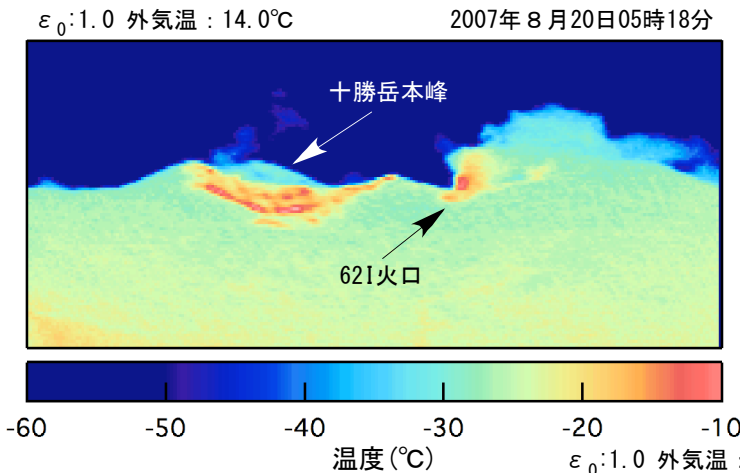 ε0:1.0 外気温 : 14.0℃ 2007年8月20日05時18分
十勝岳本峰
62I火口
-60 -50 -40 -30 -20 -10
温度(℃) ε0:1.0 外気温 :